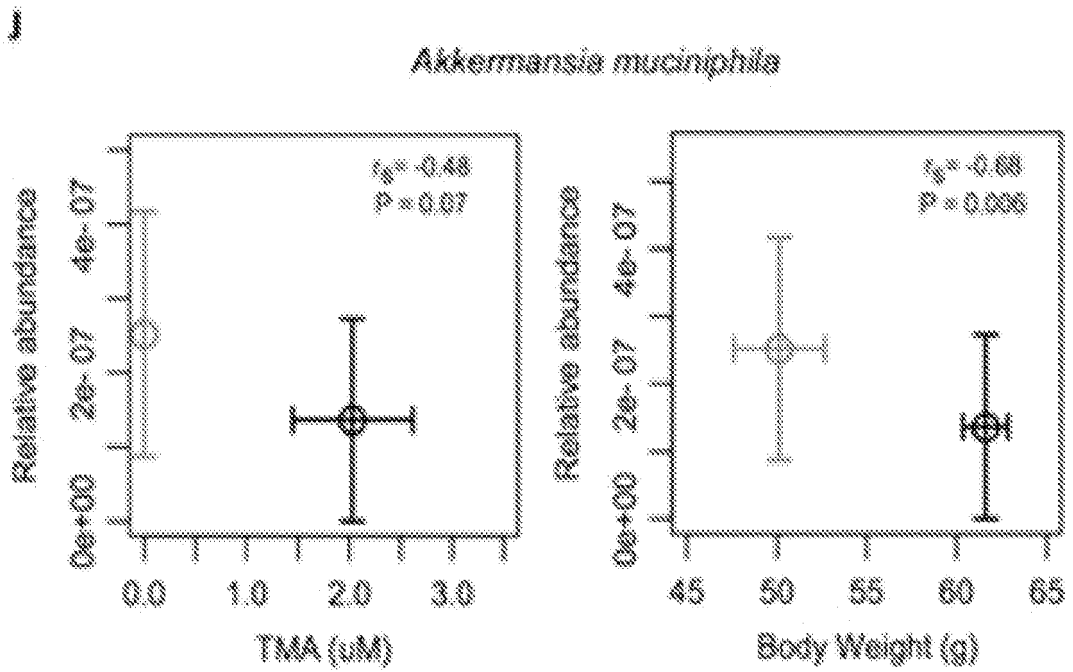 J
Akkermansia muciniphila
rs= -0.48
P = 0.07
Relative abundance
0e+00 2e- 07 4e- 07
0.0 1.0 2.0 3.0
TMA (uM)
rs= -0.68
P = 0.006
Relative abundance
0e+00 2e- 07 4e- 07
45 50 55 60 65
Body Weight (g)